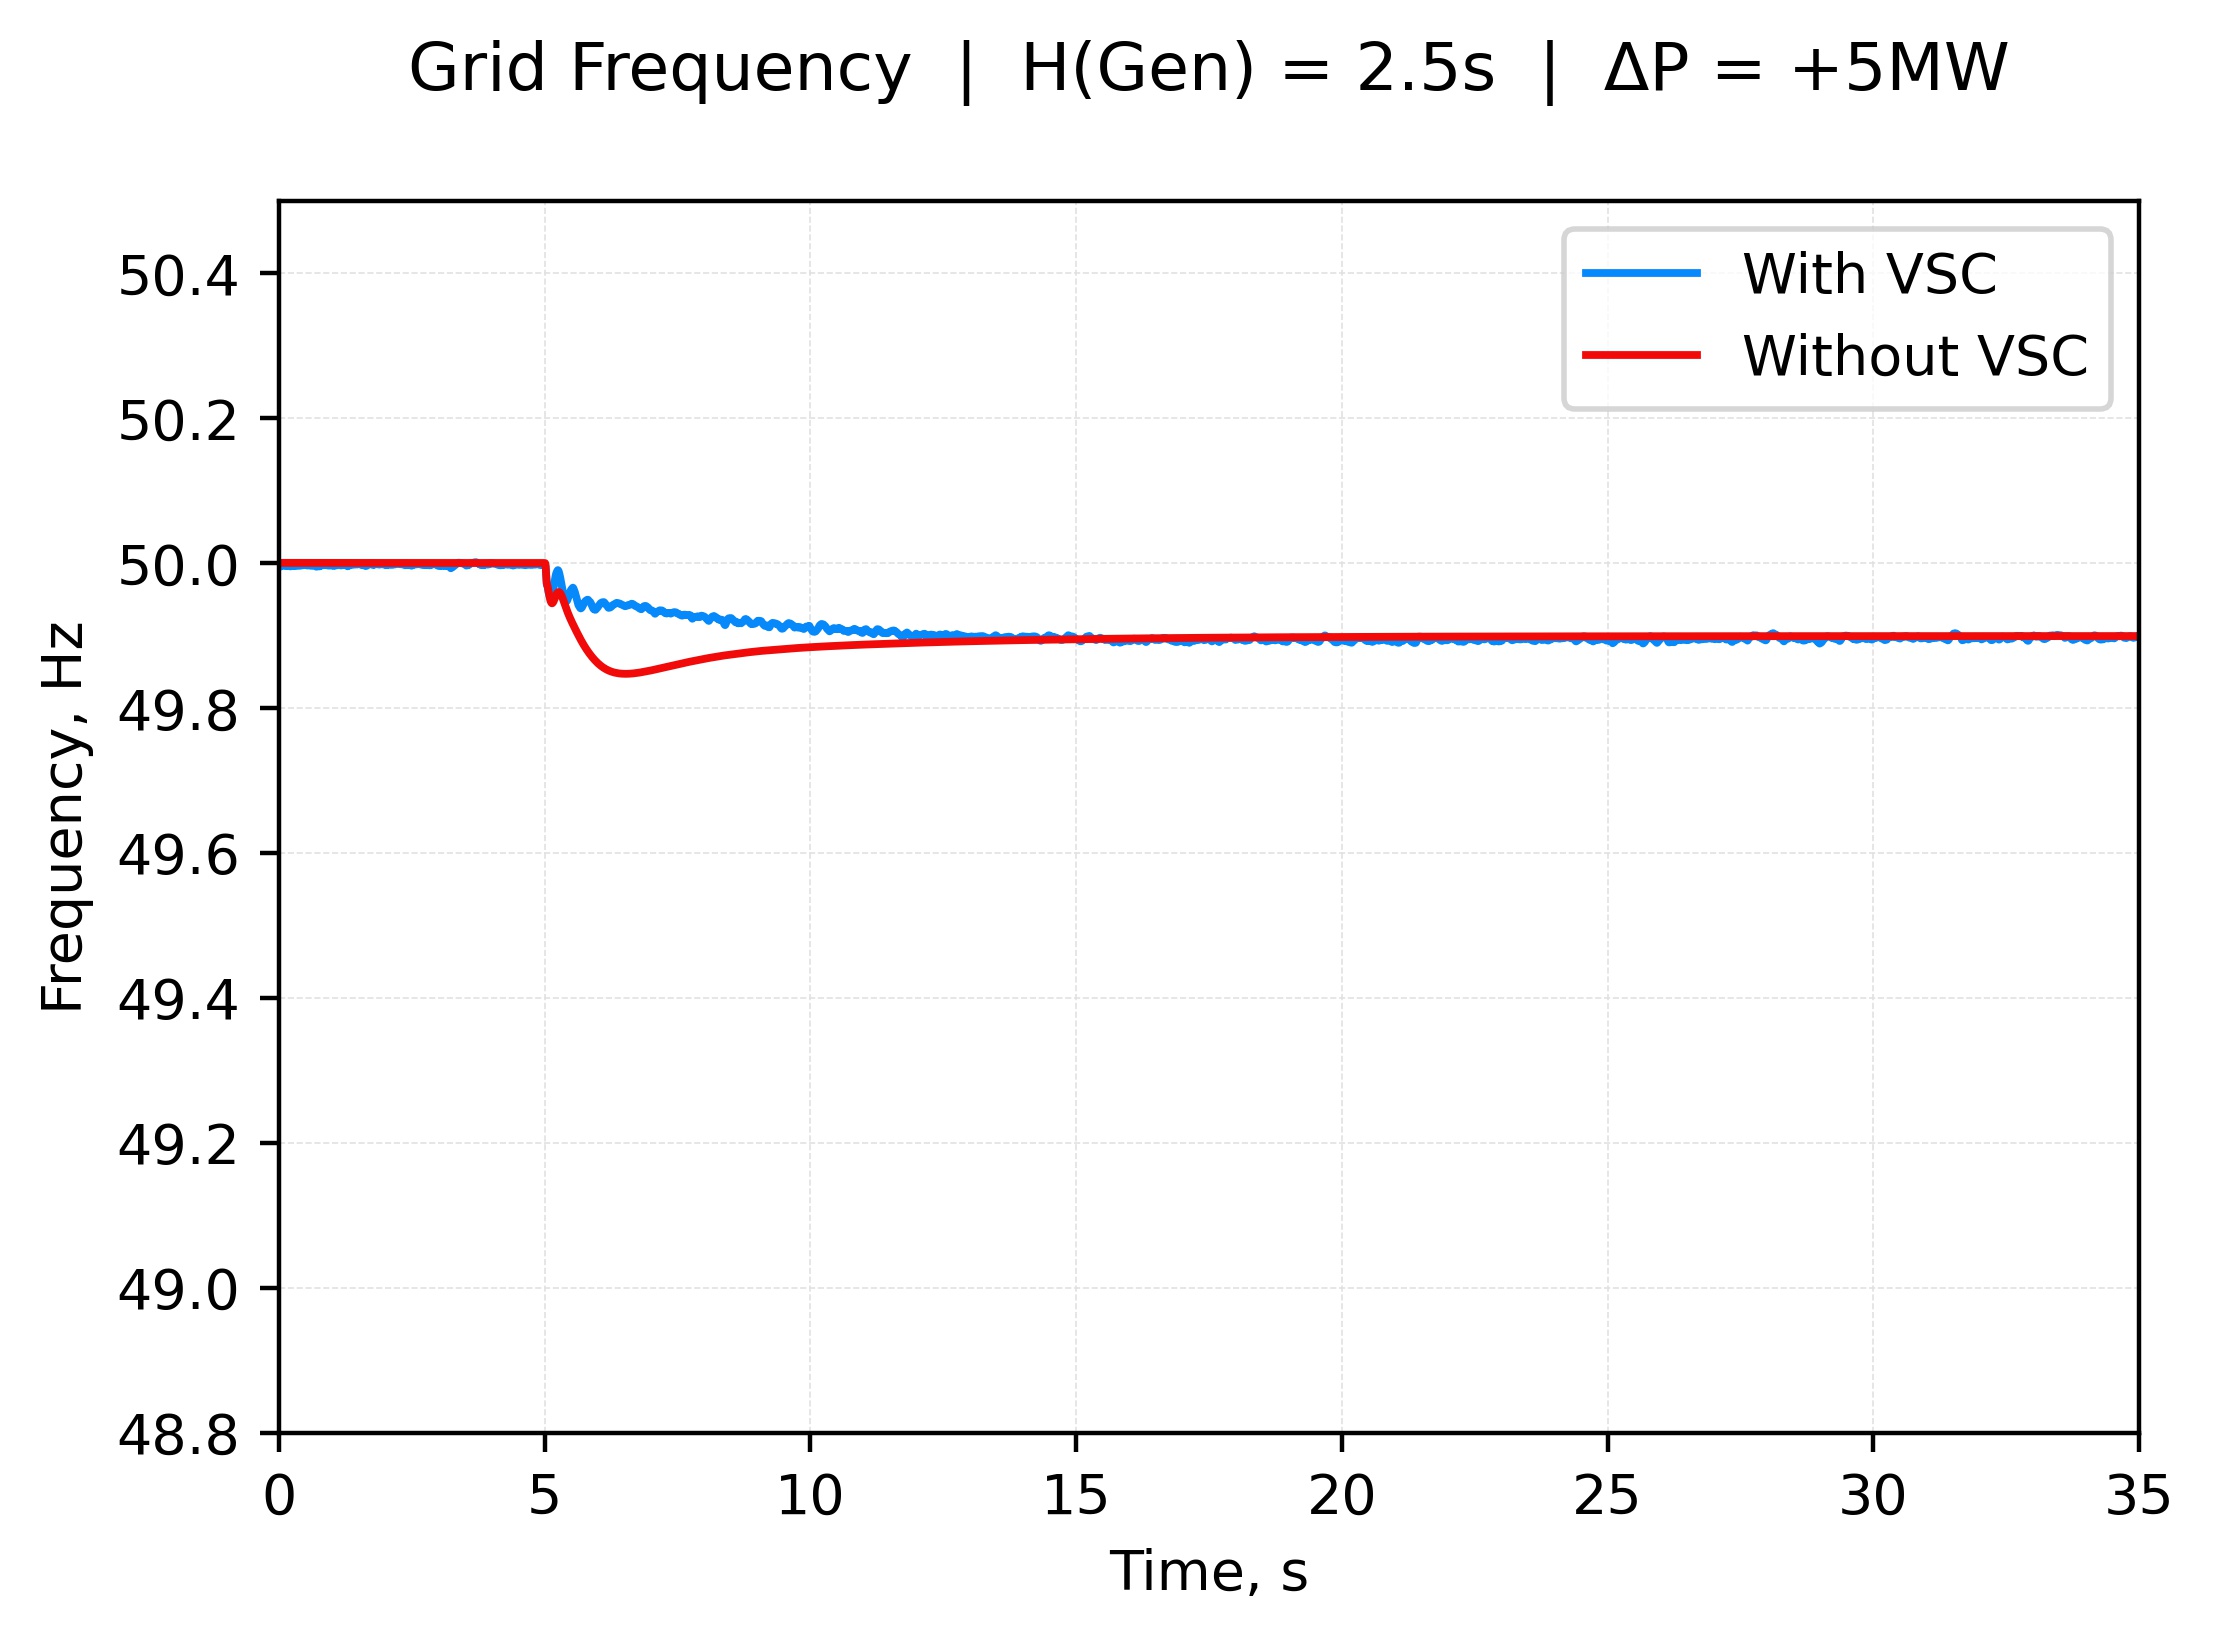 Grid Frequency | H(Gen) = 2.5s | ΔP = +5MW
With VSC
Without VSC
Frequency, Hz
50.4
50.2
50.0
49.8
49.6
49.4
49.2
49.0
48.8
0 5 10 15 20 25 30 35
Time, s